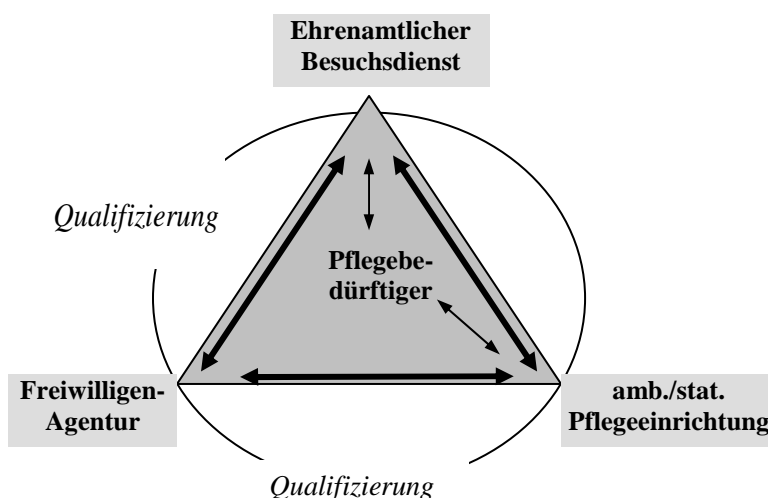 Ehrenamtlicher
Besuchsdienst
Qualifizierung
Pflegebe-
dürftiger
Freiwilligen-
Agentur
amb./stat.
Pflegeeinrichtung
Qualifizierung